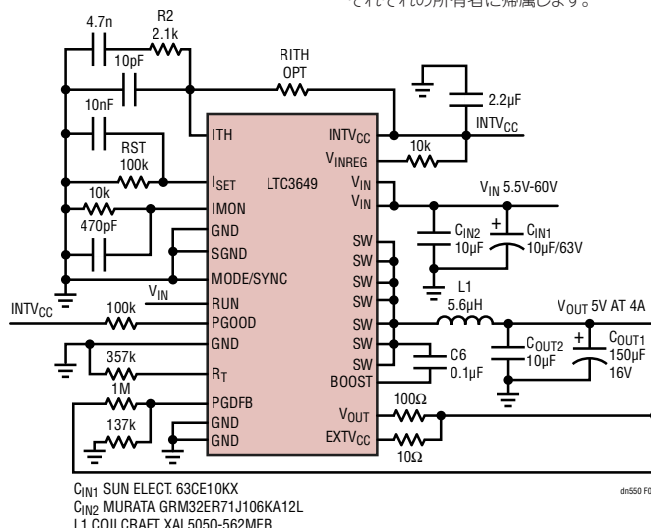 それぞれの所有者に帰属します。
4.7n
R2
2.1k
10pF
RITH
OPT
10nF
2.2µF
INTVCC
RST
100k
ITH
INTVCC
10k
VINREG
ISET
LTC3649
VIN
VIN
VIN 5.5V-60V
10k
IMON
470pF
GND
SGND
MODE/SYNC
CIN2
10µF
+
CIN1
10µF/63V
SW
SW
SW
SW
SW
SW
SW
L1
5.6µH
VOUT 5V AT 4A
VIN
RUN
INTVCC
100k
PGOOD
GND
357k
RT
1M
PGDFB
137k
GND
GND
COUT2
10µF
+
COUT1
150µF
16V
C6
0.1µF
BOOST
100Ω
VOUT
EXTVCC
10Ω
dn550 F0
CIN1 SUN ELECT. 63CE10KX
CIN2 MURATA GRM32ER71J106KA12L
L1 COILCRAFT XAL5050-562MEB